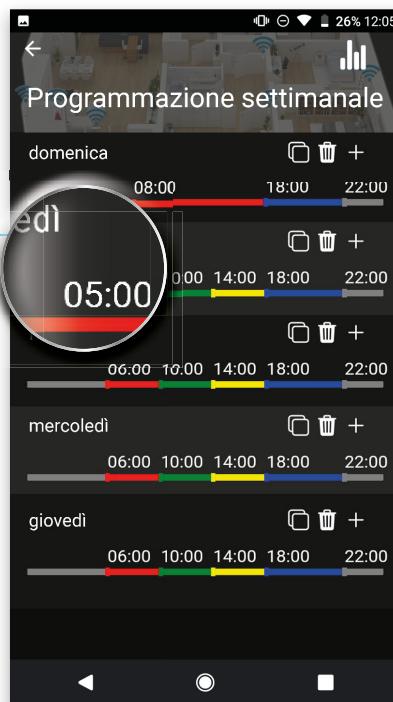 26% 12:05
Programmazione settimanale
domenica
08:00 18:00 22:00
edì
05:00
0:00 14:00 18:00 22:00
06:00 10:00 14:00 18:00 22:00
mercoledì
06:00 10:00 14:00 18:00 22:00
giovedì
06:00 10:00 14:00 18:00 22:00